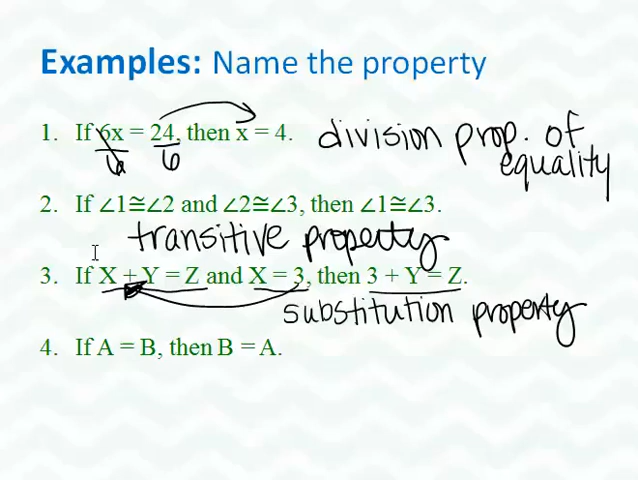 Examples: Name the property
1. If 6x = 24, then x = 4. division prop. of
6 6 equality
2. If ∠1≅∠2 and ∠2≅∠3, then ∠1≅∠3.
transitive property
3. If X + Y = Z and X = 3, then 3 + Y = Z.
substitution property
4. If A = B, then B = A.